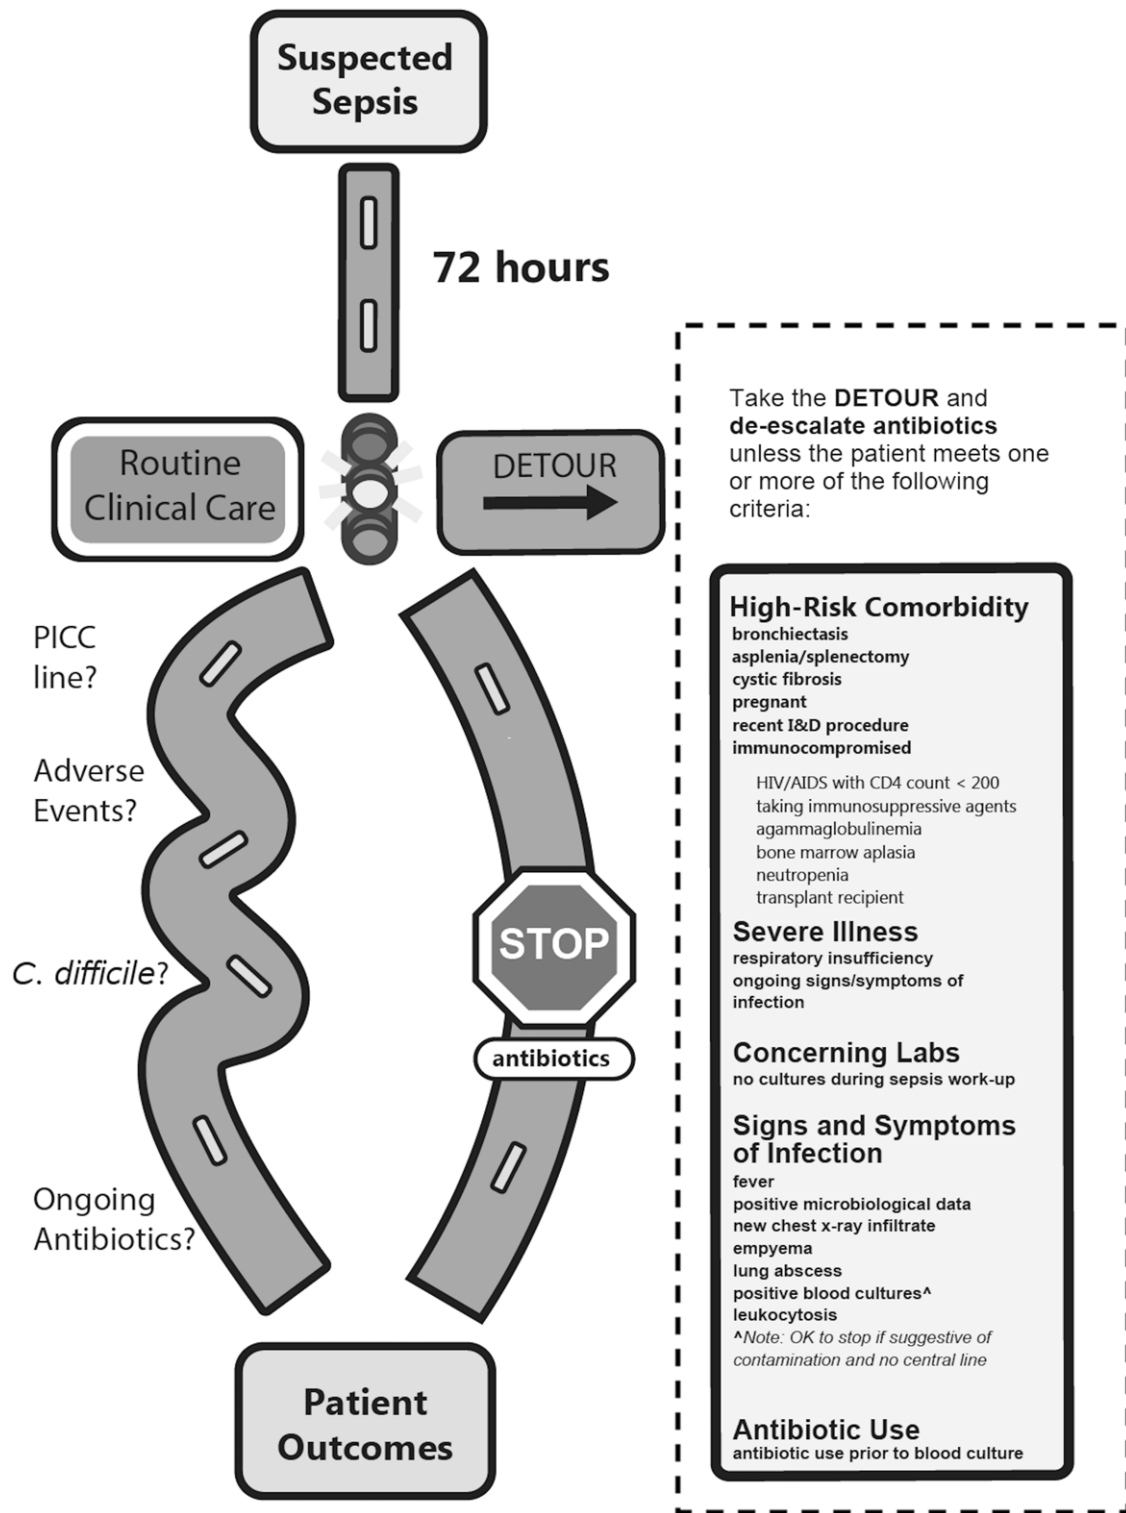 Suspected
Sepsis
72 hours
Routine
Clinical Care
DETOUR
PICC
line?
Adverse
Events?
C. difficile?
Ongoing
Antibiotics?
STOP
antibiotics
Patient
Outcomes
Take the DETOUR and
de-escalate antibiotics
unless the patient meets one
or more of the following
criteria:
High-Risk Comorbidity
bronchiectasis
asplenia/splenectomy
cystic fibrosis
pregnant
recent I&D procedure
immunocompromised
HIV/AIDS with CD4 count < 200
taking immunosuppressive agents
agammaglobulinemia
bone marrow aplasia
neutropenia
transplant recipient
Severe Illness
respiratory insufficiency
ongoing signs/symptoms of
infection
Concerning Labs
no cultures during sepsis work-up
Signs and Symptoms
of Infection
fever
positive microbiological data
new chest x-ray infiltrate
empyema
lung abscess
positive blood cultures^
leukocytosis
^Note: OK to stop if suggestive of
contamination and no central line
Antibiotic Use
antibiotic use prior to blood culture